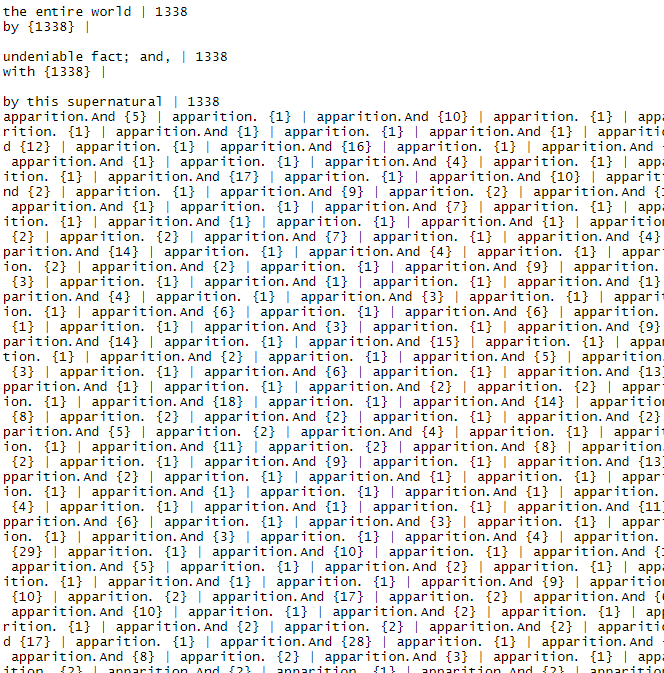 the entire world | 1338
by {1338} |
undeniable fact; and, | 1338
with {1338} |
by this supernatural | 1338
apparition.And {5} | apparition. {1} | apparition.And {10} | apparition. {1} | appa
rition. {1} | apparition.And {1} | apparition. {1} | apparition.And {1} | apparitio
d {12} | apparition. {1} | apparition.And {16} | apparition. {1} | apparition.And
apparition.And {1} | apparition. {1} | apparition.And {4} | apparition. {1} | appa
ition. {1} | apparition.And {17} | apparition. {1} | apparition.And {10} | apparit
nd {2} | apparition. {1} | apparition.And {9} | apparition. {2} | apparition.And {1
apparition.And {1} | apparition. {1} | apparition.And {7} | apparition. {1} | appa
ition. {1} | apparition.And {1} | apparition. {1} | apparition.And {1} | apparition
{2} | apparition. {2} | apparition.And {7} | apparition. {1} | apparition.And {4}
parition.And {14} | apparition. {1} | apparition.And {4} | apparition. {1} | appari
ion. {2} | apparition.And {2} | apparition. {1} | apparition.And {9} | apparition.
{3} | apparition. {1} | apparition.And {1} | apparition. {1} | apparition.And {1}
parition.And {4} | apparition. {1} | apparition.And {3} | apparition. {1} | apparit
ion. {1} | apparition.And {6} | apparition. {1} | apparition.And {6} | apparition.
{1} | apparition. {1} | apparition.And {3} | apparition. {1} | apparition.And {9}
parition.And {14} | apparition. {1} | apparition.And {15} | apparition. {1} | appar
tion. {1} | apparition.And {2} | apparition. {1} | apparition.And {5} | apparition.
{3} | apparition. {1} | apparition.And {6} | apparition. {1} | apparition.And {13}
pparition.And {1} | apparition. {1} | apparition.And {2} | apparition. {2} | appar
ion. {1} | apparition.And {18} | apparition. {1} | apparition.And {14} | apparition
{8} | apparition. {2} | apparition.And {2} | apparition. {1} | apparition.And {2}
parition.And {5} | apparition. {2} | apparition.And {4} | apparition. {1} | apparit
ion. {1} | apparition.And {11} | apparition. {2} | apparition.And {8} | apparition.
{2} | apparition. {1} | apparition.And {9} | apparition. {1} | apparition.And {13}
pparition.And {2} | apparition. {1} | apparition.And {1} | apparition. {1} | appar
ion. {1} | apparition.And {1} | apparition. {1} | apparition.And {1} | apparition.
{4} | apparition. {1} | apparition.And {1} | apparition. {1} | apparition.And {11}
pparition.And {6} | apparition. {1} | apparition.And {3} | apparition. {1} | appar
ion. {1} | apparition.And {3} | apparition. {1} | apparition.And {4} | apparition.
{29} | apparition. {1} | apparition.And {10} | apparition. {1} | apparition.And {1
apparition.And {5} | apparition. {1} | apparition.And {2} | apparition. {1} | appa
ition. {1} | apparition.And {1} | apparition. {1} | apparition.And {9} | apparition
{10} | apparition. {2} | apparition.And {17} | apparition. {2} | apparition.And {6
apparition.And {10} | apparition. {1} | apparition.And {2} | apparition. {1} | app
rition. {1} | apparition.And {2} | apparition. {2} | apparition.And {2} | apparitio
d {17} | apparition. {1} | apparition.And {28} | apparition. {1} | apparition.And
apparition.And {8} | apparition. {2} | apparition.And {3} | apparition. {1} | appa
ition. {2} | apparition.And {2} | apparition. {1} | apparition.And {2} | apparition